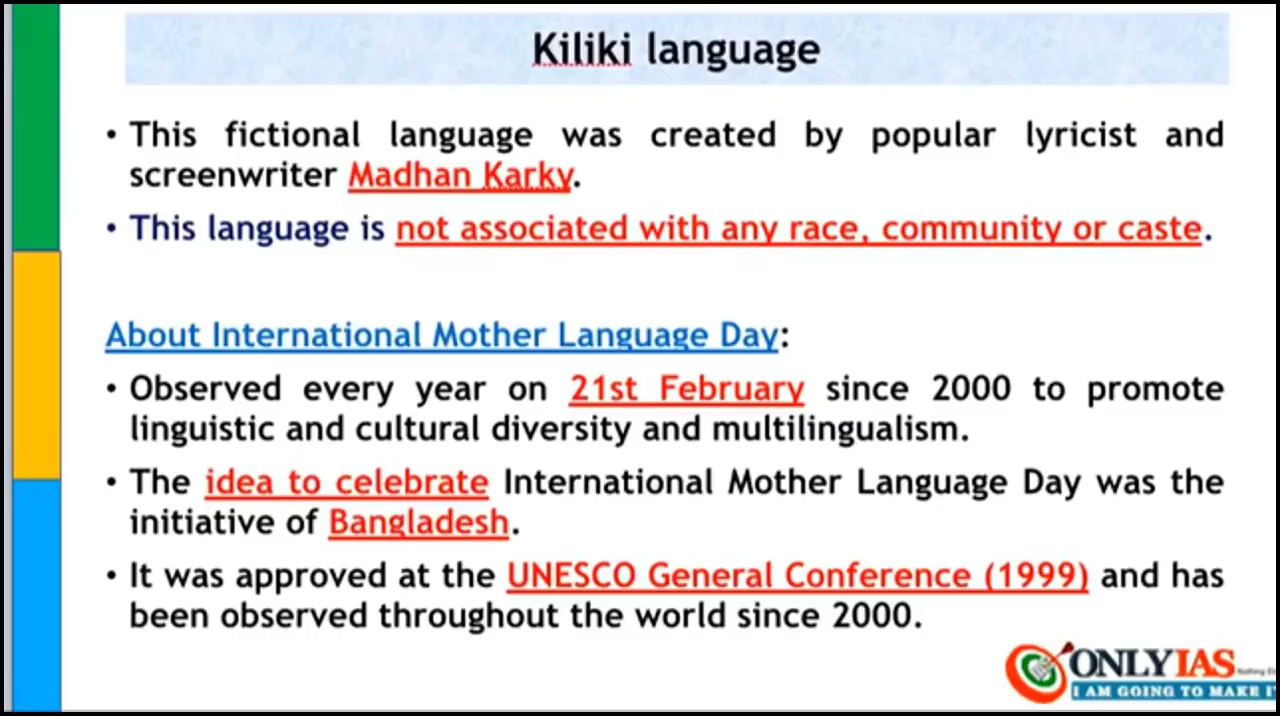 Kiliki language
• This fictional language was created by popular lyricist and
screenwriter Madhan Karky.
• This language is not associated with any race, community or caste.
About International Mother Language Day:
• Observed every year on 21st February since 2000 to promote
linguistic and cultural diversity and multilingualism.
• The idea to celebrate International Mother Language Day was the
initiative of Bangladesh.
• It was approved at the UNESCO General Conference (1999) and has
been observed throughout the world since 2000.
ONLYIAS
I AM GOING TO MAKE